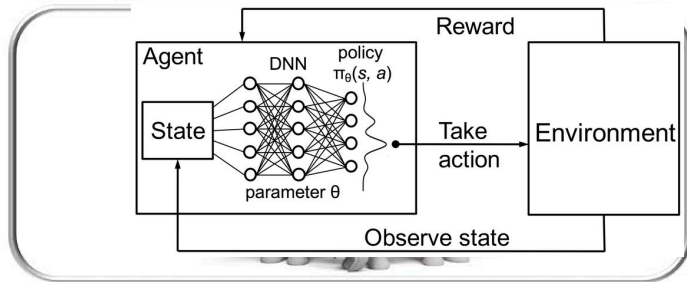 Reward
Agent
DNN
policy
πθ(s, a)
State
Take
action
Environment
parameter θ
Observe state